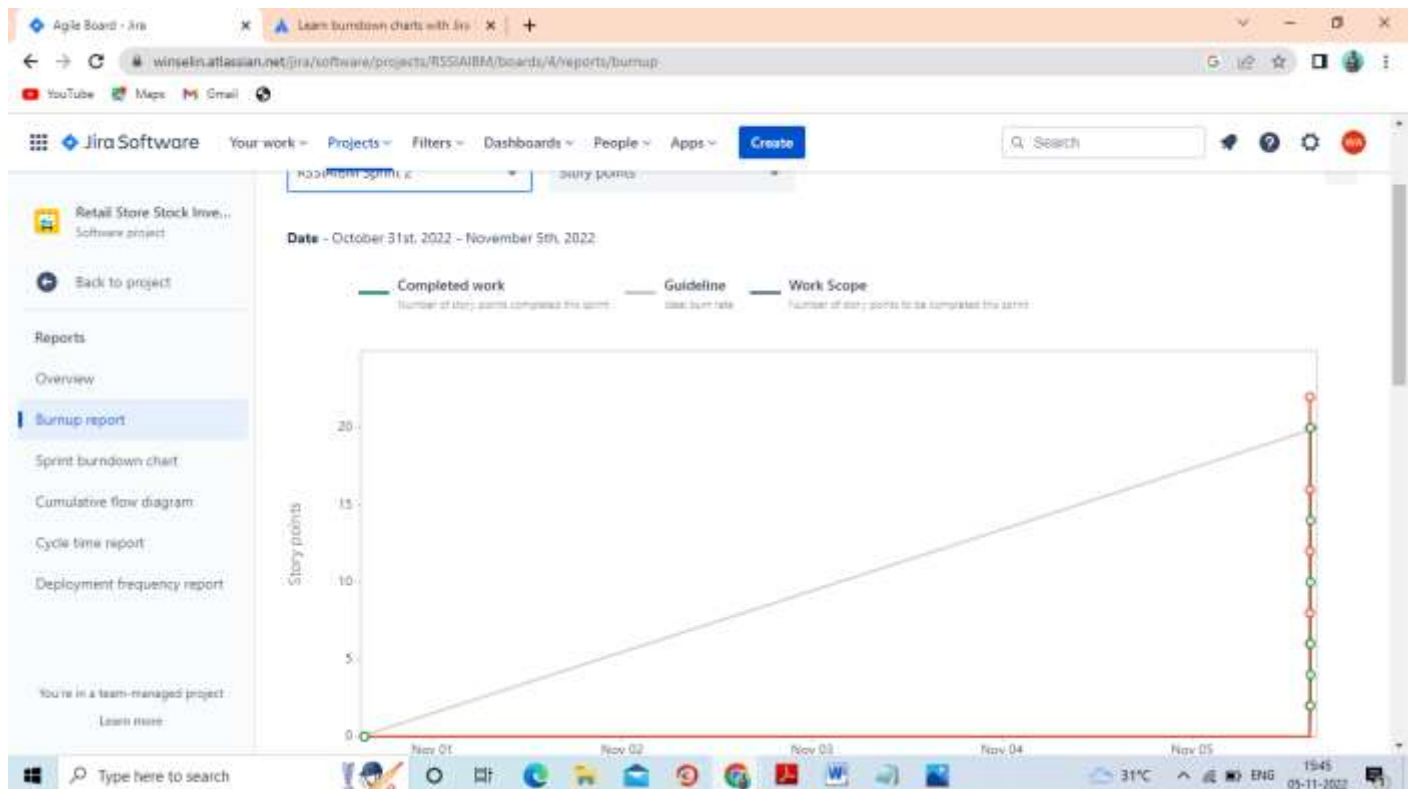 Agile Board - Jira
Learn burndown charts with Jira
winselin.atlassian.net/jira/software/projects/RSSIAIBM/boards/4/reports/burnup
YouTube Maps Gmail
Jira Software Your work Projects Filters Dashboards People Apps Create Search
RSSIAIBM Sprint 2 Story points
Retail Store Stock Inve...
Software project
Back to project
Reports
Overview
Burnup report
Sprint burndown chart
Cumulative flow diagram
Cycle time report
Deployment frequency report
You're in a team-managed project
Learn more
Date - October 31st, 2022 - November 5th, 2022
Completed work
Number of story points completed this sprint
Guideline
Ideal burn rate
Work Scope
Number of story points to be completed this sprint
Story points
20
15
10
5
0
Nov 01 Nov 02 Nov 03 Nov 04 Nov 05
Type here to search
31°C ENG
15:45
05-11-2022